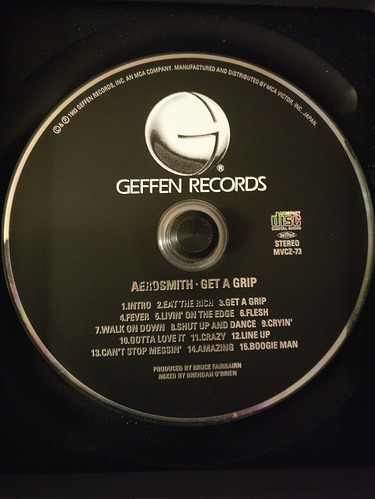 © & ℗ 1993 GEFFEN RECORDS, INC. AN MCA COMPANY. MANUFACTURED AND DISTRIBUTED BY MCA VICTOR, INC., JAPAN.
G
®
GEFFEN RECORDS
COMPACT
disc
DIGITAL AUDIO
STEREO
MVCZ-73
AEROSMITH · GET A GRIP
1.INTRO 2.EAT THE RICH 3.GET A GRIP
4.FEVER 5.LIVIN' ON THE EDGE 6.FLESH
7.WALK ON DOWN 8.SHUT UP AND DANCE 9.CRYIN'
10.GOTTA LOVE IT 11.CRAZY 12.LINE UP
13.CAN'T STOP MESSIN' 14.AMAZING 15.BOOGIE MAN
PRODUCED BY BRUCE FAIRBAIRN
MIXED BY BRENDAN O'BRIEN